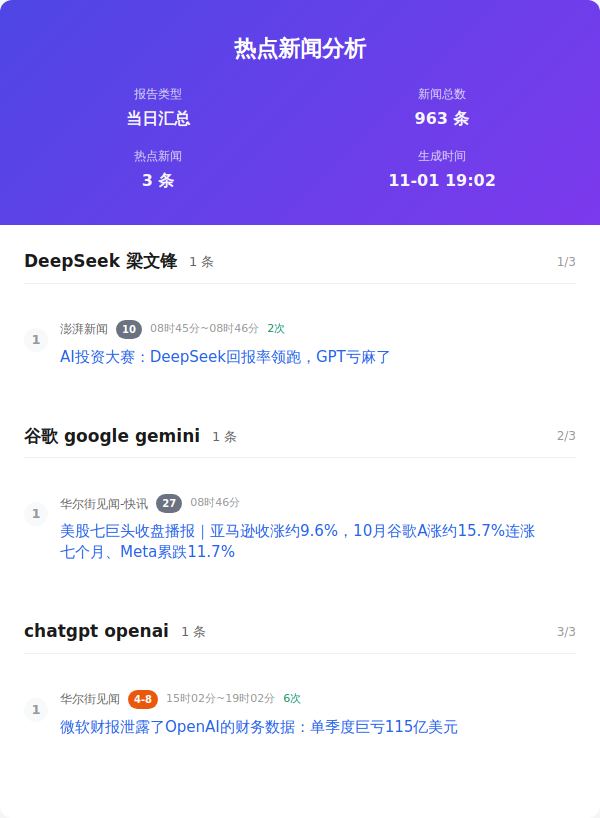 热点新闻分析
报告类型
当日汇总
新闻总数
963 条
热点新闻
3 条
生成时间
11-01 19:02
DeepSeek 梁文锋 1 条 1/3
1
澎湃新闻 10 08时45分~08时46分 2次
AI投资大赛：DeepSeek回报率领跑，GPT亏麻了
谷歌 google gemini 1 条 2/3
1
华尔街见闻-快讯 27 08时46分
美股七巨头收盘播报｜亚马逊收涨约9.6%，10月谷歌A涨约15.7%连涨
七个月、Meta累跌11.7%
chatgpt openai 1 条 3/3
1
华尔街见闻 4-8 15时02分~19时02分 6次
微软财报泄露了OpenAI的财务数据：单季度巨亏115亿美元